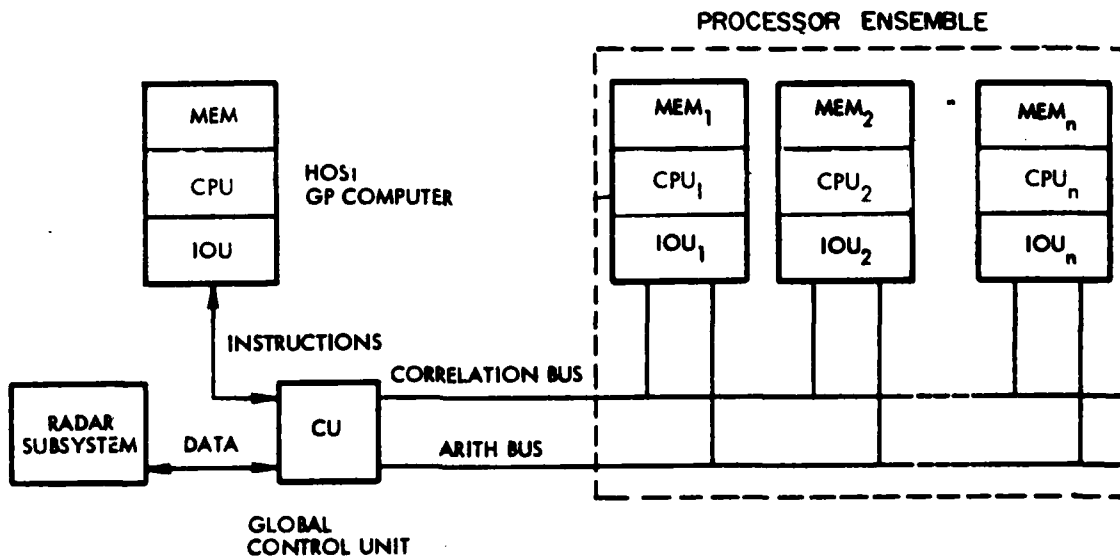 PROCESSOR ENSEMBLE
MEM
CPU
IOU
HOSı
GP COMPUTER
MEM₁
CPU₁
IOU₁
MEM₂
CPU₂
IOU₂
MEMₙ
CPUₙ
IOUₙ
INSTRUCTIONS
CORRELATION BUS
RADAR
SUBSYSTEM
DATA
CU
ARITH BUS
GLOBAL
CONTROL UNIT